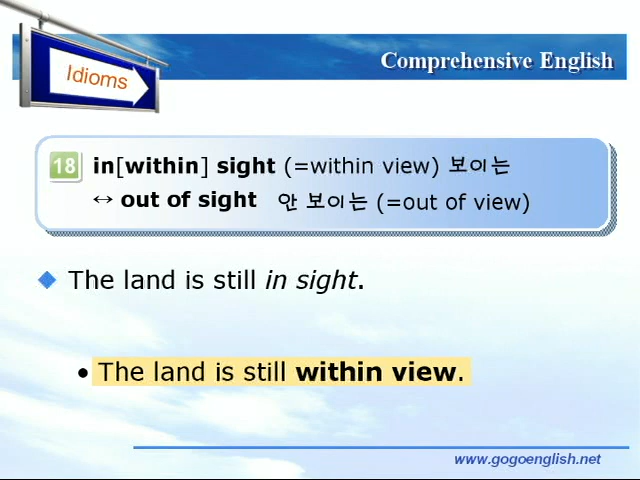 Idioms
Comprehensive English
18 in[within] sight (=within view) 보이는
↔ out of sight 안 보이는 (=out of view)
◆ The land is still in sight.
• The land is still within view.
www.gogoenglish.net